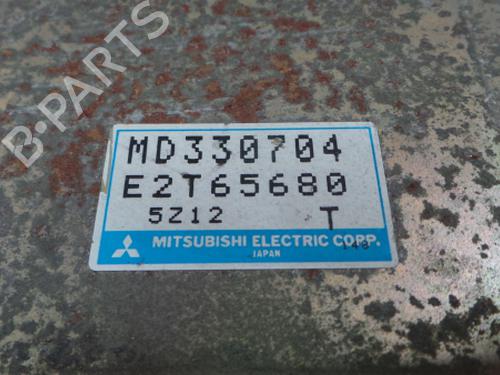 B-PARTS
MD330704
E2T65680
5Z12 T
MITSUBISHI ELECTRIC CORP.
JAPAN